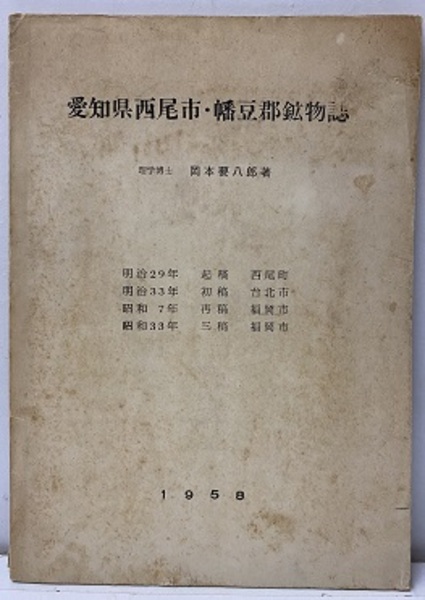 愛知県西尾市・幡豆郡鉱物誌
理学博士 岡本要八郎著
明治29年 起稿 西尾町
明治33年 初稿 台北市
昭和 7年 再稿 福岡市
昭和33年 三稿 福岡市
1958